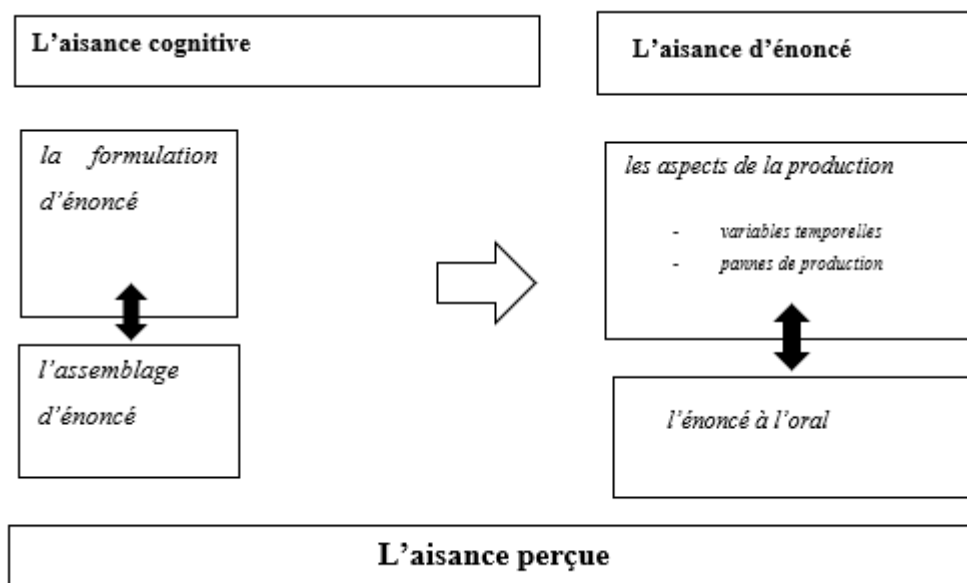 L'aisance cognitive
L'aisance d'énoncé
la formulation
d'énoncé
l'assemblage
d'énoncé
les aspects de la production
- variables temporelles
- pannes de production
l'énoncé à l'oral
L'aisance perçue